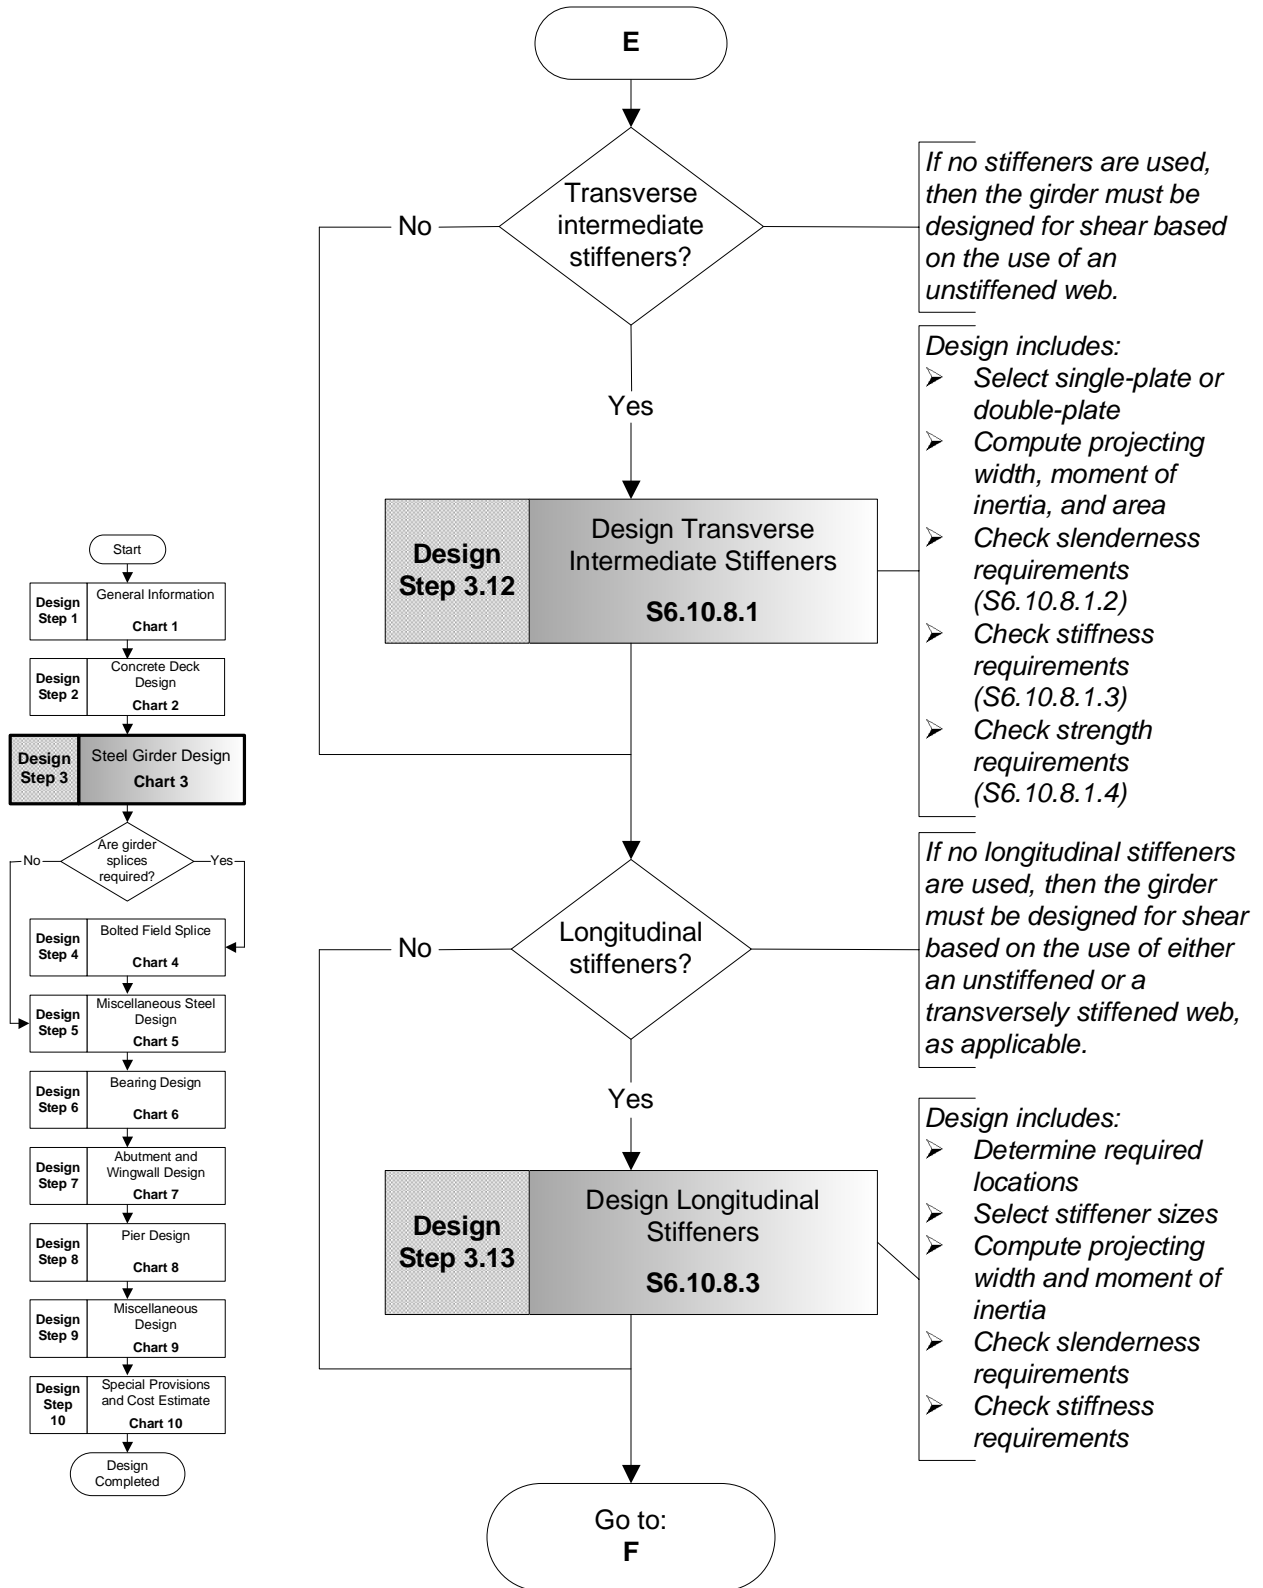 E
Transverse
intermediate
stiffeners?
No
Yes
If no stiffeners are used,
then the girder must be
designed for shear based
on the use of an
unstiffened web.
Design
Step 3.12
Design Transverse
Intermediate Stiffeners
S6.10.8.1
Design includes:
➢ Select single-plate or
double-plate
➢ Compute projecting
width, moment of
inertia, and area
➢ Check slenderness
requirements
(S6.10.8.1.2)
➢ Check stiffness
requirements
(S6.10.8.1.3)
➢ Check strength
requirements
(S6.10.8.1.4)
Longitudinal
stiffeners?
No
Yes
If no longitudinal stiffeners
are used, then the girder
must be designed for shear
based on the use of either
an unstiffened or a
transversely stiffened web,
as applicable.
Design
Step 3.13
Design Longitudinal
Stiffeners
S6.10.8.3
Design includes:
➢ Determine required
locations
➢ Select stiffener sizes
➢ Compute projecting
width and moment of
inertia
➢ Check slenderness
requirements
➢ Check stiffness
requirements
Go to:
F
Start
Design
Step 1
General Information
Chart 1
Design
Step 2
Concrete Deck
Design
Chart 2
Design
Step 3
Steel Girder Design
Chart 3
Are girder
splices
required?
No
Yes
Design
Step 4
Bolted Field Splice
Chart 4
Design
Step 5
Miscellaneous Steel
Design
Chart 5
Design
Step 6
Bearing Design
Chart 6
Design
Step 7
Abutment and
Wingwall Design
Chart 7
Design
Step 8
Pier Design
Chart 8
Design
Step 9
Miscellaneous
Design
Chart 9
Design
Step
10
Special Provisions
and Cost Estimate
Chart 10
Design
Completed